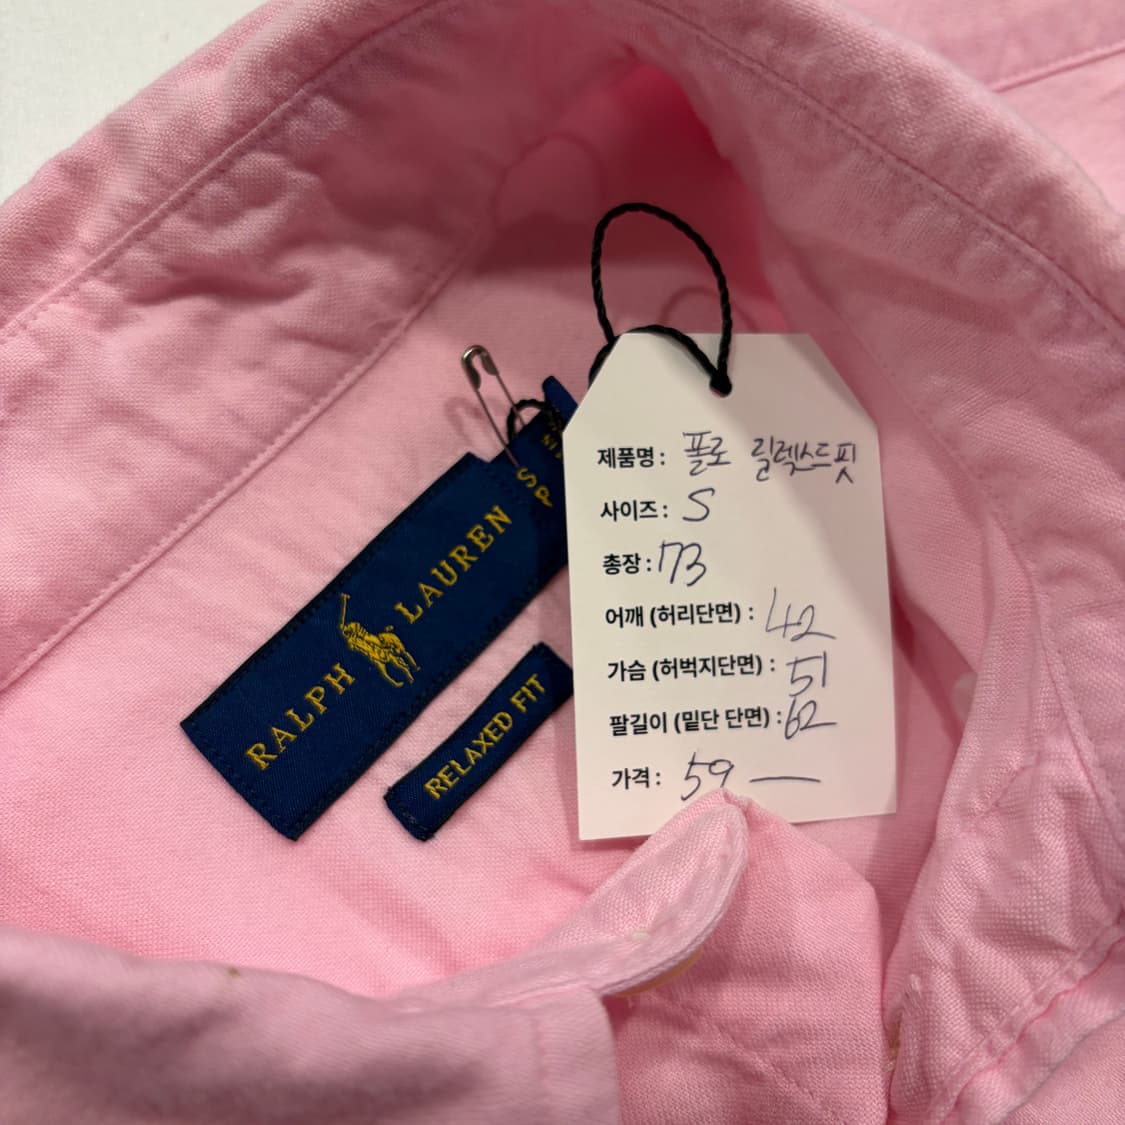 RALPH LAUREN
RELAXED FIT
S
P
제품명 : 폴로 릴렉스드핏
사이즈 : S
총장 : 73
어깨 (허리단면) : 42
가슴 (허벅지단면) : 51
팔길이 (밑단 단면) : 62
가격 : 59 —